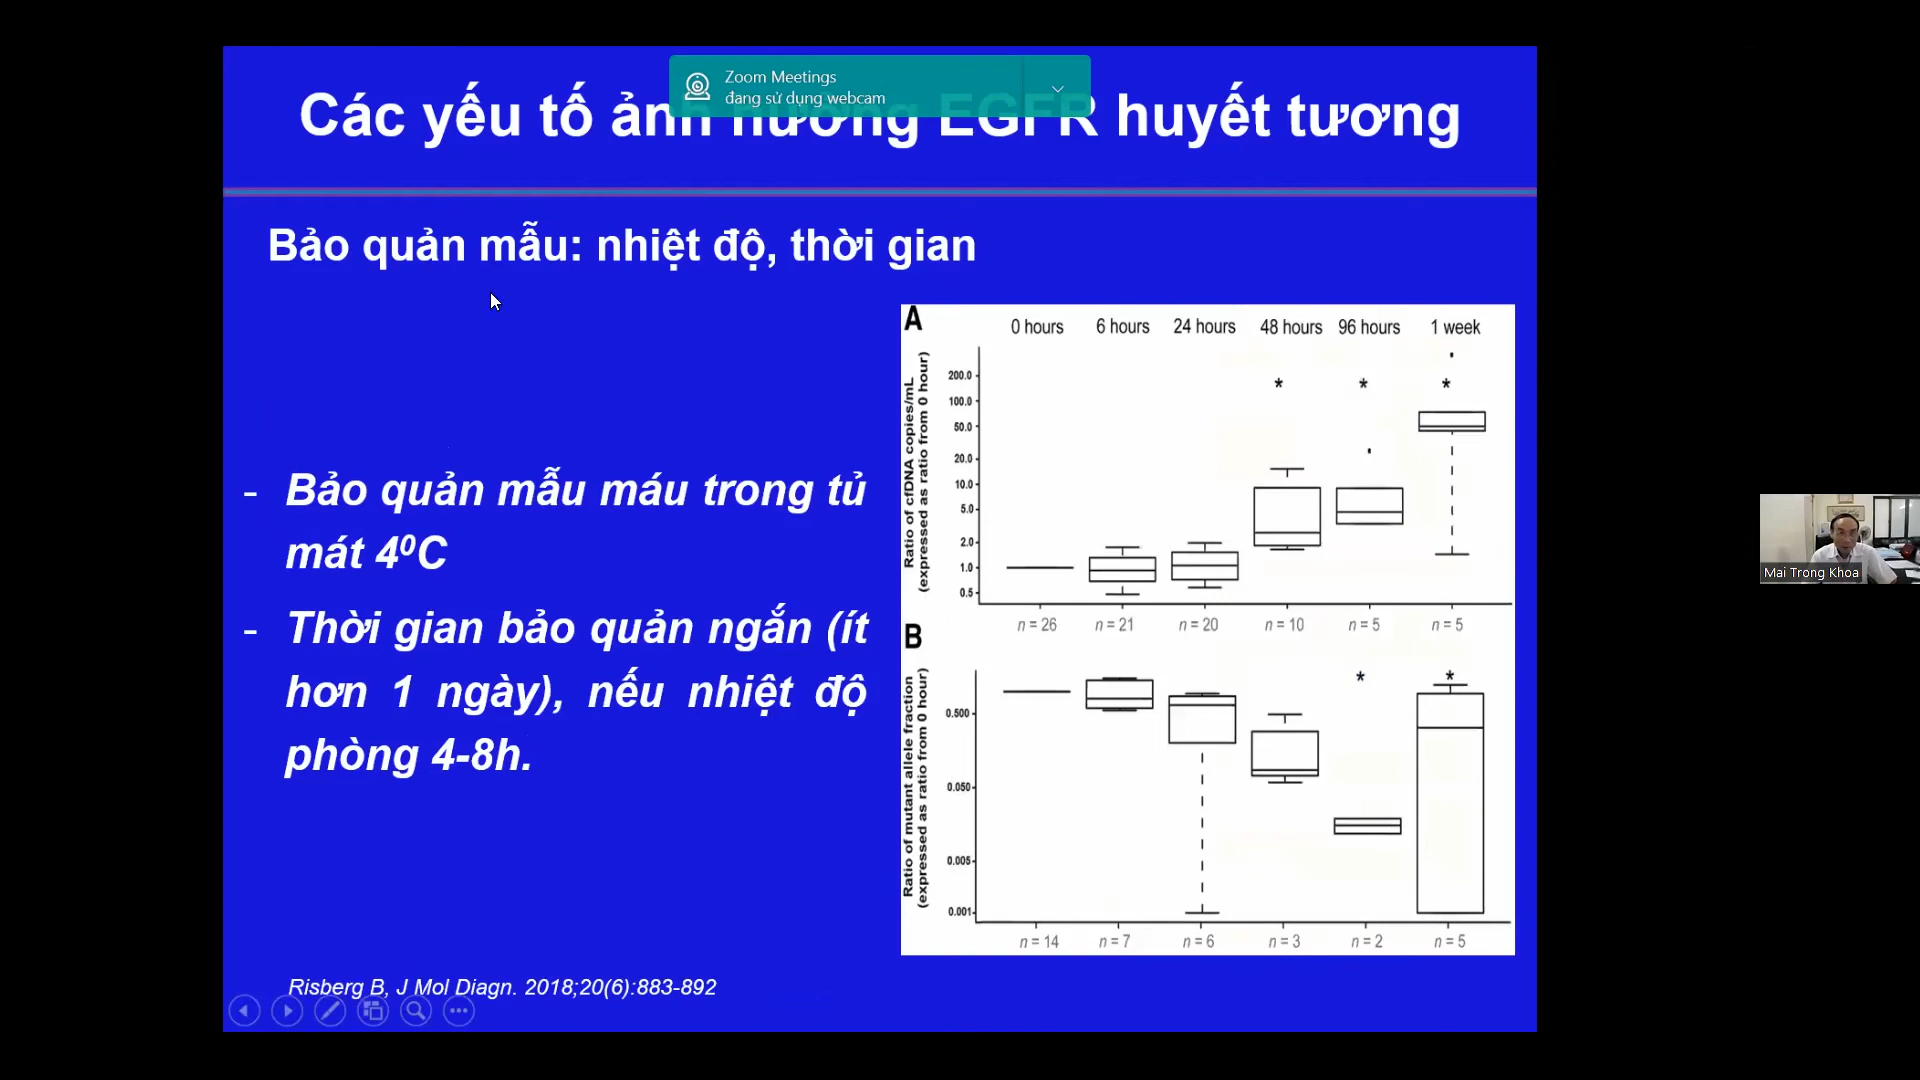 Zoom Meetings
đang sử dụng webcam
Các yếu tố ảnh hưởng EGFR huyết tương
Bảo quản mẫu: nhiệt độ, thời gian
- Bảo quản mẫu máu trong tủ
mát 4⁰C
- Thời gian bảo quản ngắn (ít
hơn 1 ngày), nếu nhiệt độ
phòng 4-8h.
A
0 hours 6 hours 24 hours 48 hours 96 hours 1 week
Ratio of cfDNA copies/mL
(expressed as ratio from 0 hour)
200.0
100.0
50.0
20.0
10.0
5.0
2.0
1.0
0.5
* * *
n = 26 n = 21 n = 20 n = 10 n = 5 n = 5
B
Ratio of mutant allele fraction
(expressed as ratio from 0 hour)
0.500
0.050
0.005
0.001
* *
n = 14 n = 7 n = 6 n = 3 n = 2 n = 5
Risberg B, J Mol Diagn. 2018;20(6):883-892
Mai Trong Khoa